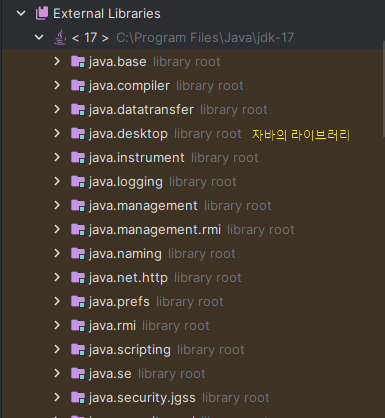 External Libraries
< 17 > C:\Program Files\Java\jdk-17
java.base library root
java.compiler library root
java.datatransfer library root
java.desktop library root 자바의 라이브러리
java.instrument library root
java.logging library root
java.management library root
java.management.rmi library root
java.naming library root
java.net.http library root
java.prefs library root
java.rmi library root
java.scripting library root
java.se library root
java.security.jgss library root